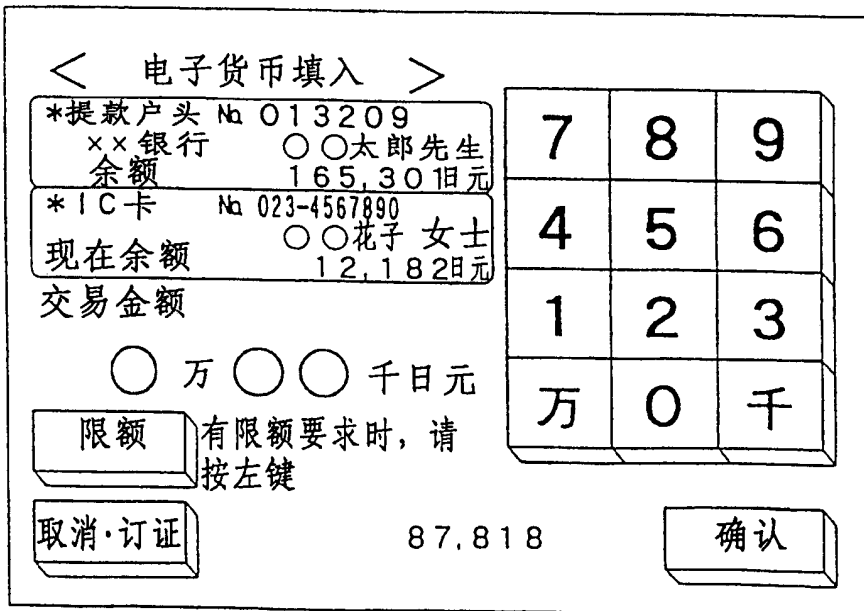 < 电子货币填入 >
*提款户头 № 013209
××银行 ○○太郎先生
余额 165,301日元
*IC卡 № 023-4567890
○○花子 女士
现在余额 12,182日元
交易金额
○万○○千日元
限额
有限额要求时，请
按左键
取消·订证
87,818
确认
7 8 9
4 5 6
1 2 3
万 0 千